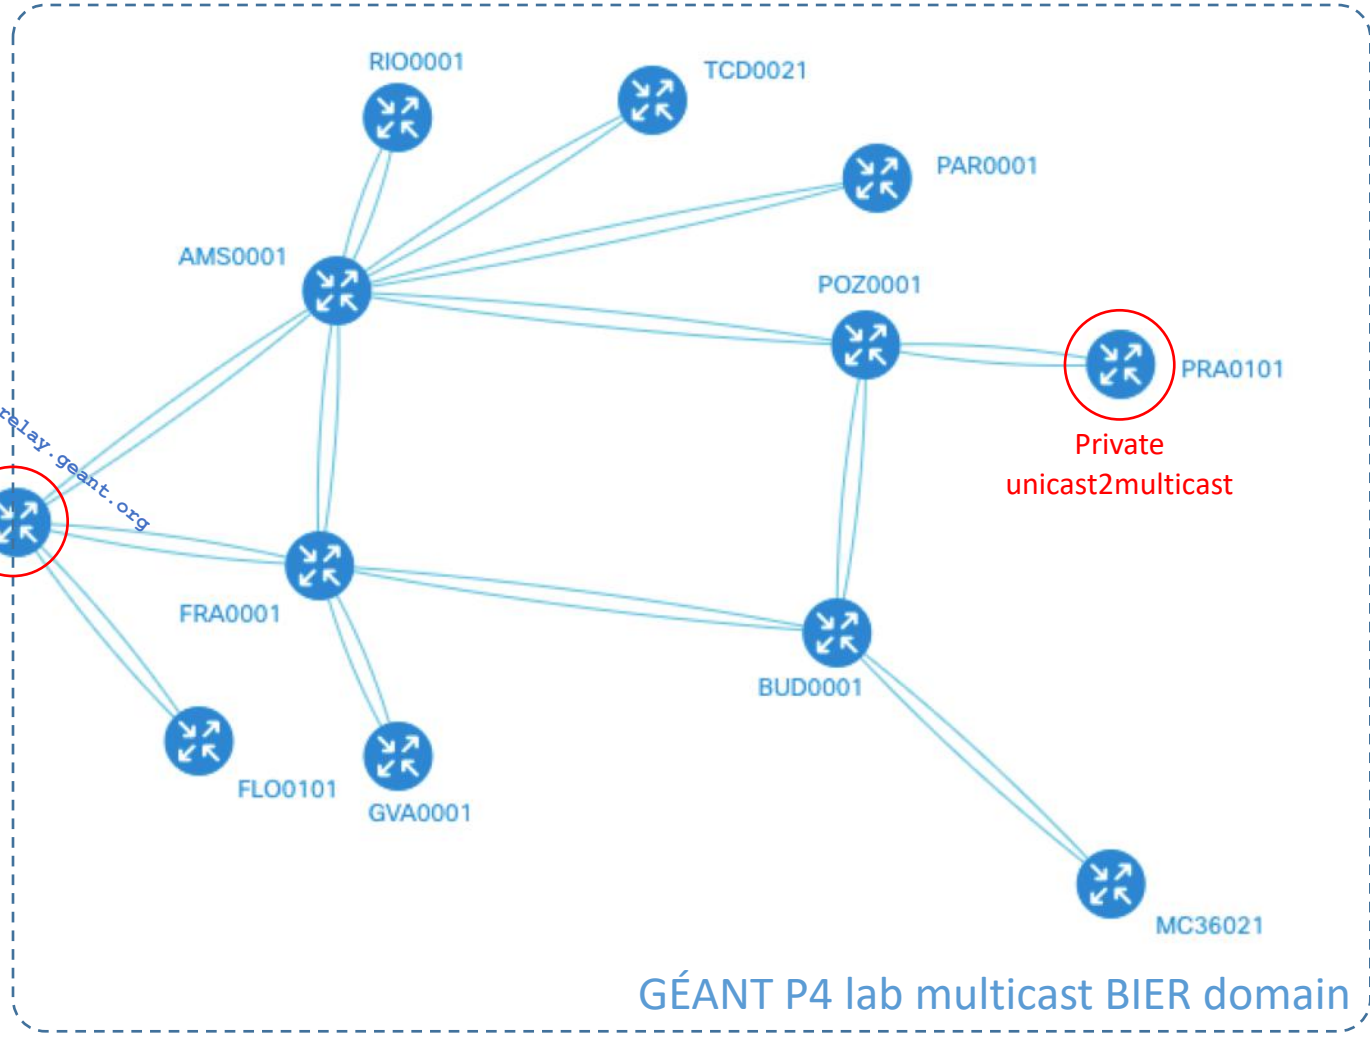 RIO0001
TCD0021
PAR0001
AMS0001
POZ0001
PRA0101
Private
unicast2multicast
relay.geant.org
FRA0001
BUD0001
FLO0101
GVA0001
MC36021
GÉANT P4 lab multicast BIER domain